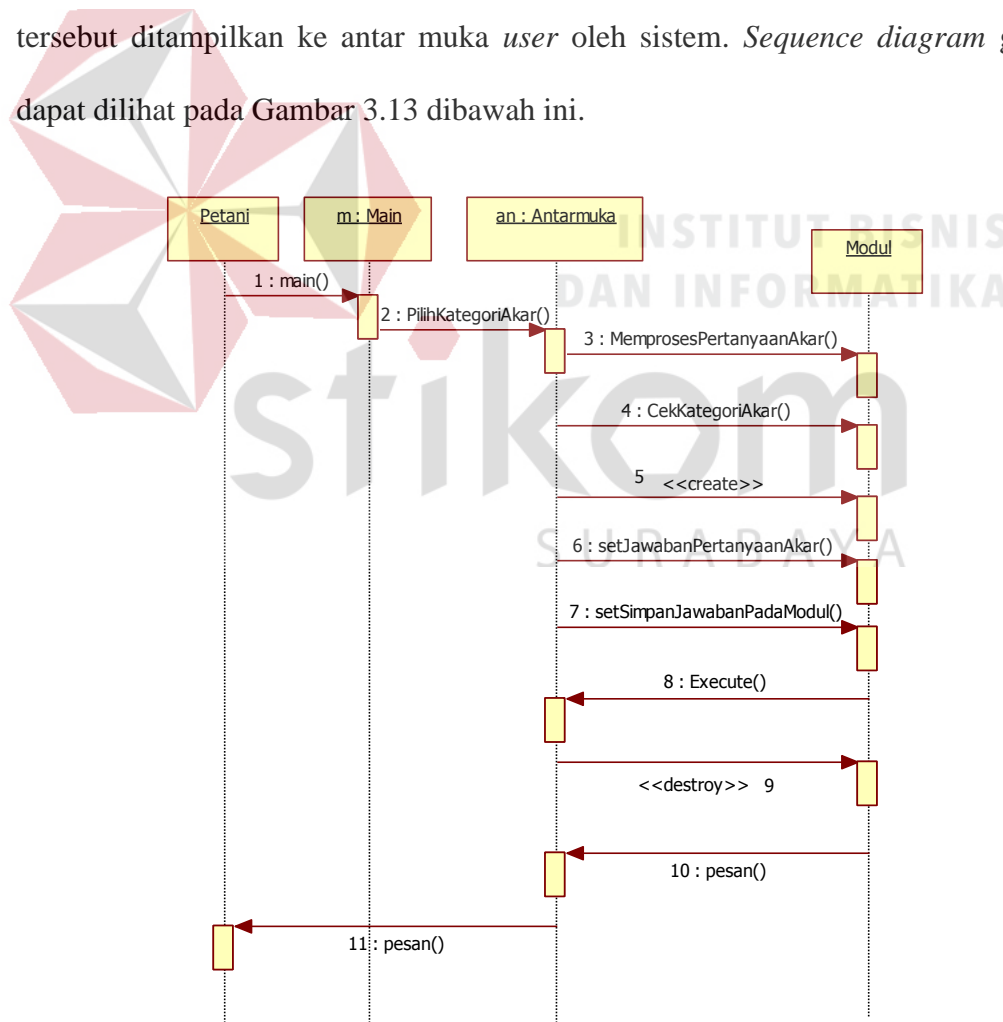 tersebut ditampilkan ke antar muka user oleh sistem. Sequence diagram g
dapat dilihat pada Gambar 3.13 dibawah ini.
Petani
m : Main
an : Antarmuka
INSTITUT BISNIS
Modul
DAN INFORMATIKA
1 : main()
2 : PilihKategoriAkar()
3 : MemprosesPertanyaanAkar()
stikom
4 : CekKategoriAkar()
5 <<create>>
SURABAYA
6 : setJawabanPertanyaanAkar()
7 : setSimpanJawabanPadaModul()
8 : Execute()
<<destroy>> 9
10 : pesan()
11 : pesan()